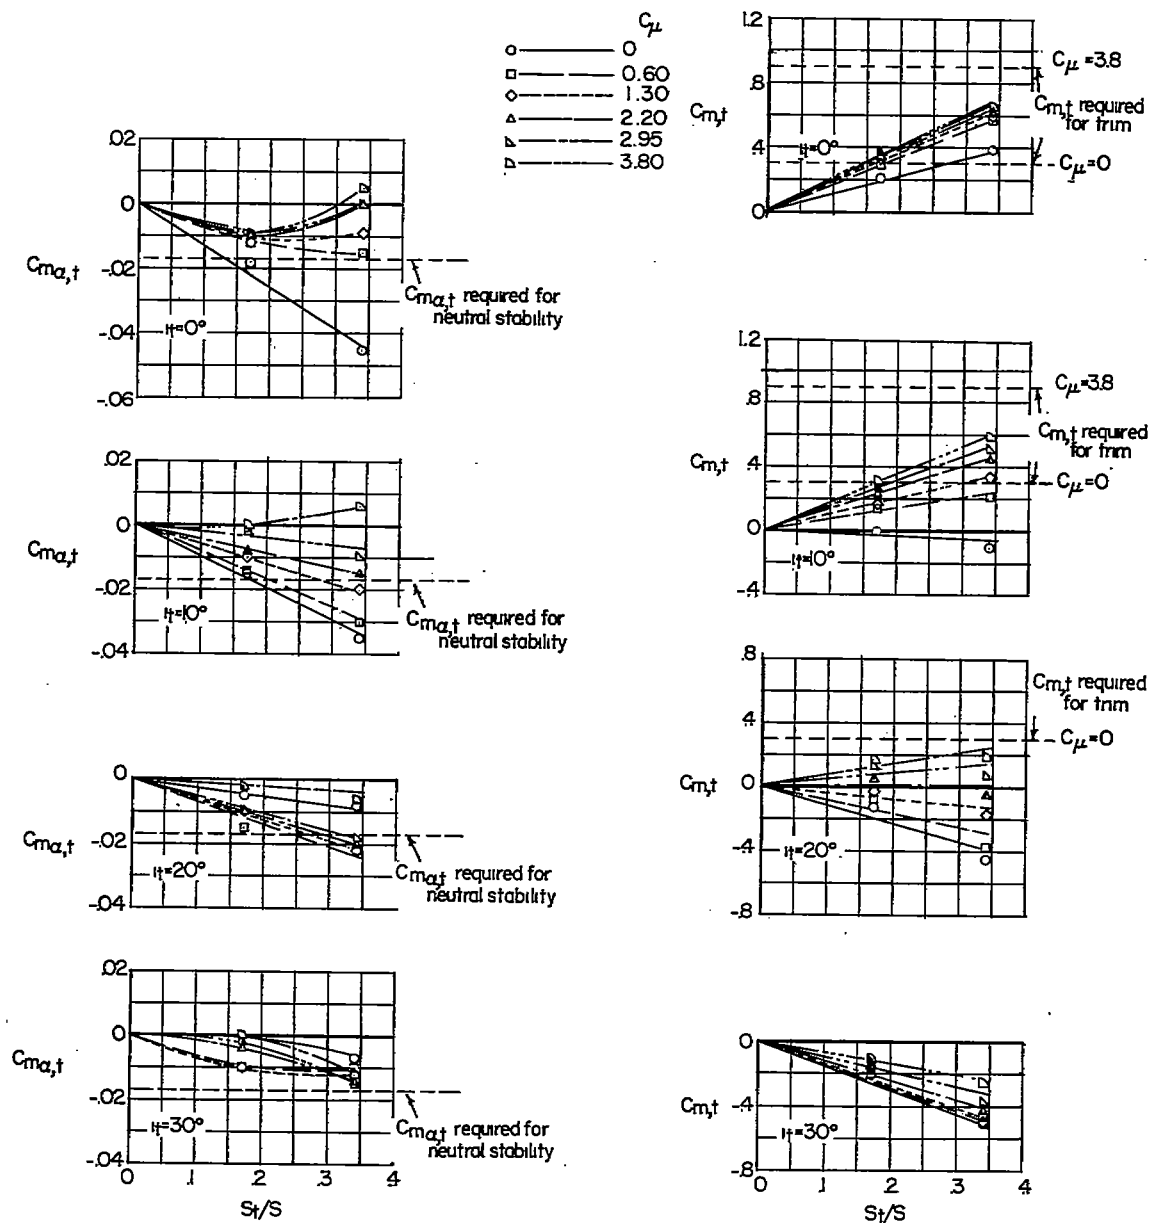 Cμ
0
0.60
1.30
2.20
2.95
3.80
.02
0
-.02
-.04
-.06
Cmα,t
it=0°
Cmα,t required for
neutral stability
.02
0
-.02
-.04
Cmα,t
it=10°
Cmα,t required for
neutral stability
0
-.02
-.04
Cmα,t
it=20°
Cmα,t required for
neutral stability
.02
0
-.02
-.04
Cmα,t
it=30°
Cmα,t required for
neutral stability
0 .1 .2 .3 .4
St/S
1.2
.8
.4
0
Cm,t
it=0°
Cμ=3.8
Cm,t required
for trim
Cμ=0
1.2
.8
.4
0
-.4
Cm,t
it=10°
Cμ=3.8
Cm,t required
for trim
Cμ=0
.8
.4
0
-.4
-.8
Cm,t
it=20°
Cm,t required
for trim
Cμ=0
0
-.4
-.8
Cm,t
it=30°
0 .1 .2 .3 .4
St/S